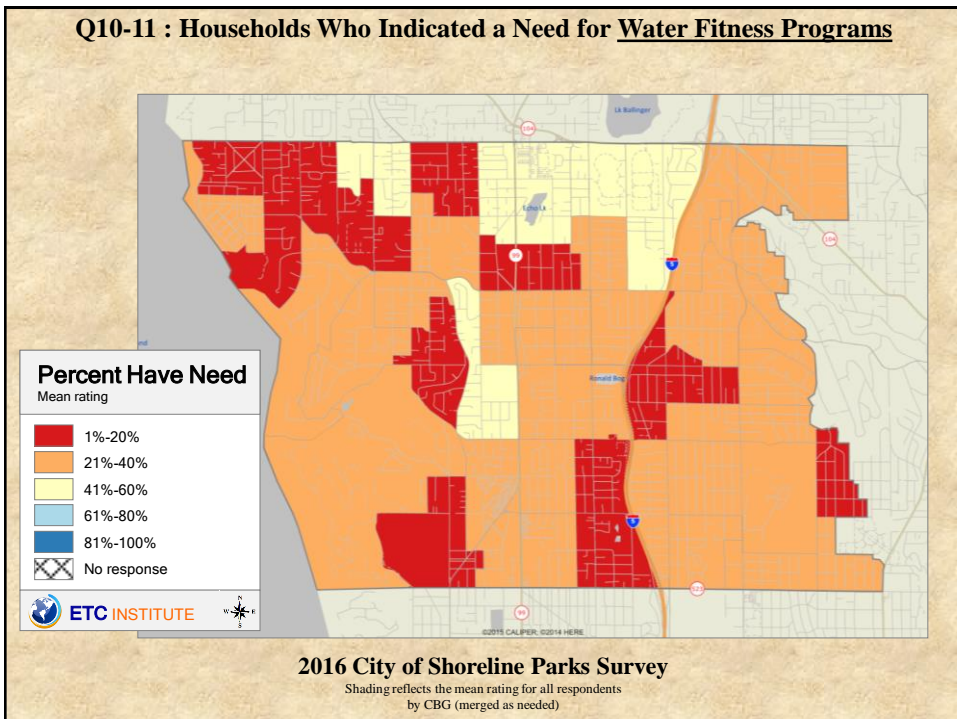 Q10-11 : Households Who Indicated a Need for Water Fitness Programs
Lk Ballinger
104
Echo Lk
104
99
5
nd
Ronald Bog
Percent Have Need
Mean rating
1%-20%
21%-40%
41%-60%
61%-80%
81%-100%
No response
ETC INSTITUTE
N
W E
S
5
523
99
©2015 CALIPER; ©2014 HERE
2016 City of Shoreline Parks Survey
Shading reflects the mean rating for all respondents
by CBG (merged as needed)